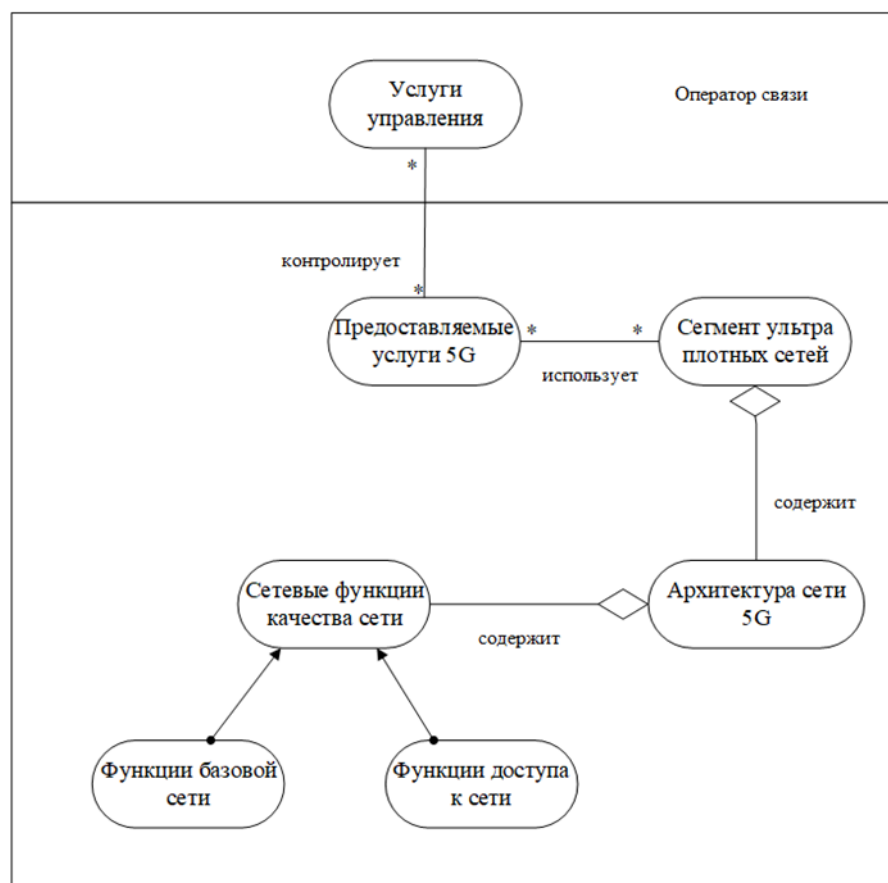 Услуги
управления
Оператор связи
*
контролирует
*
Предоставляемые
услуги 5G
*
*
использует
Сегмент ультра
плотных сетей
содержит
Сетевые функции
качества сети
содержит
Архитектура сети
5G
Функции базовой
сети
Функции доступа
к сети